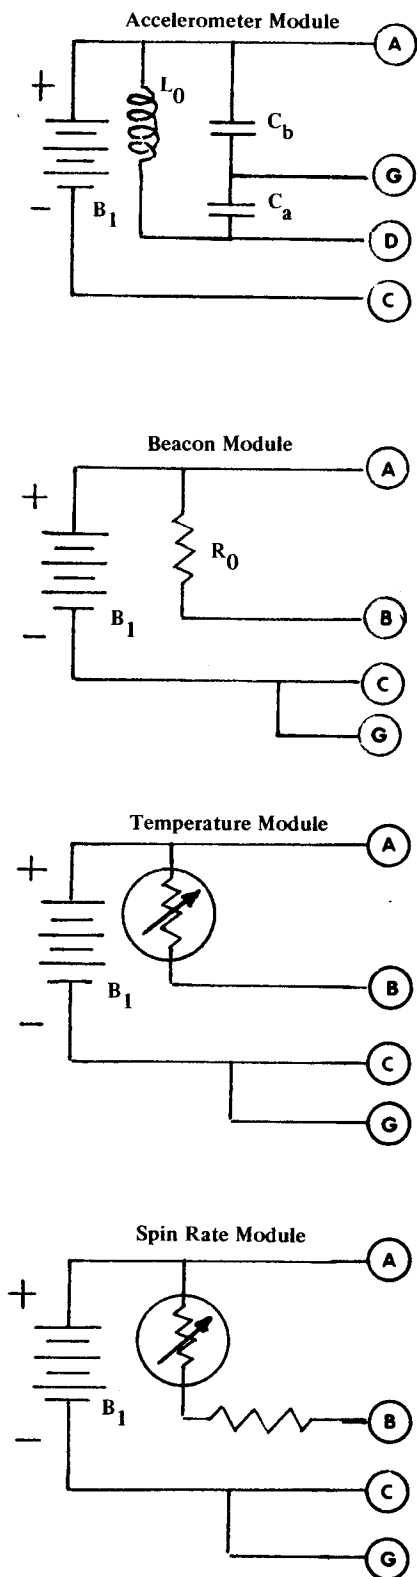 Accelerometer Module
A
+
L0
Cb
G
Ca
B1
−
D
C
Beacon Module
A
+
R0
B1
B
−
C
G
Temperature Module
A
+
B1
B
−
C
G
Spin Rate Module
A
+
B1
B
−
C
G